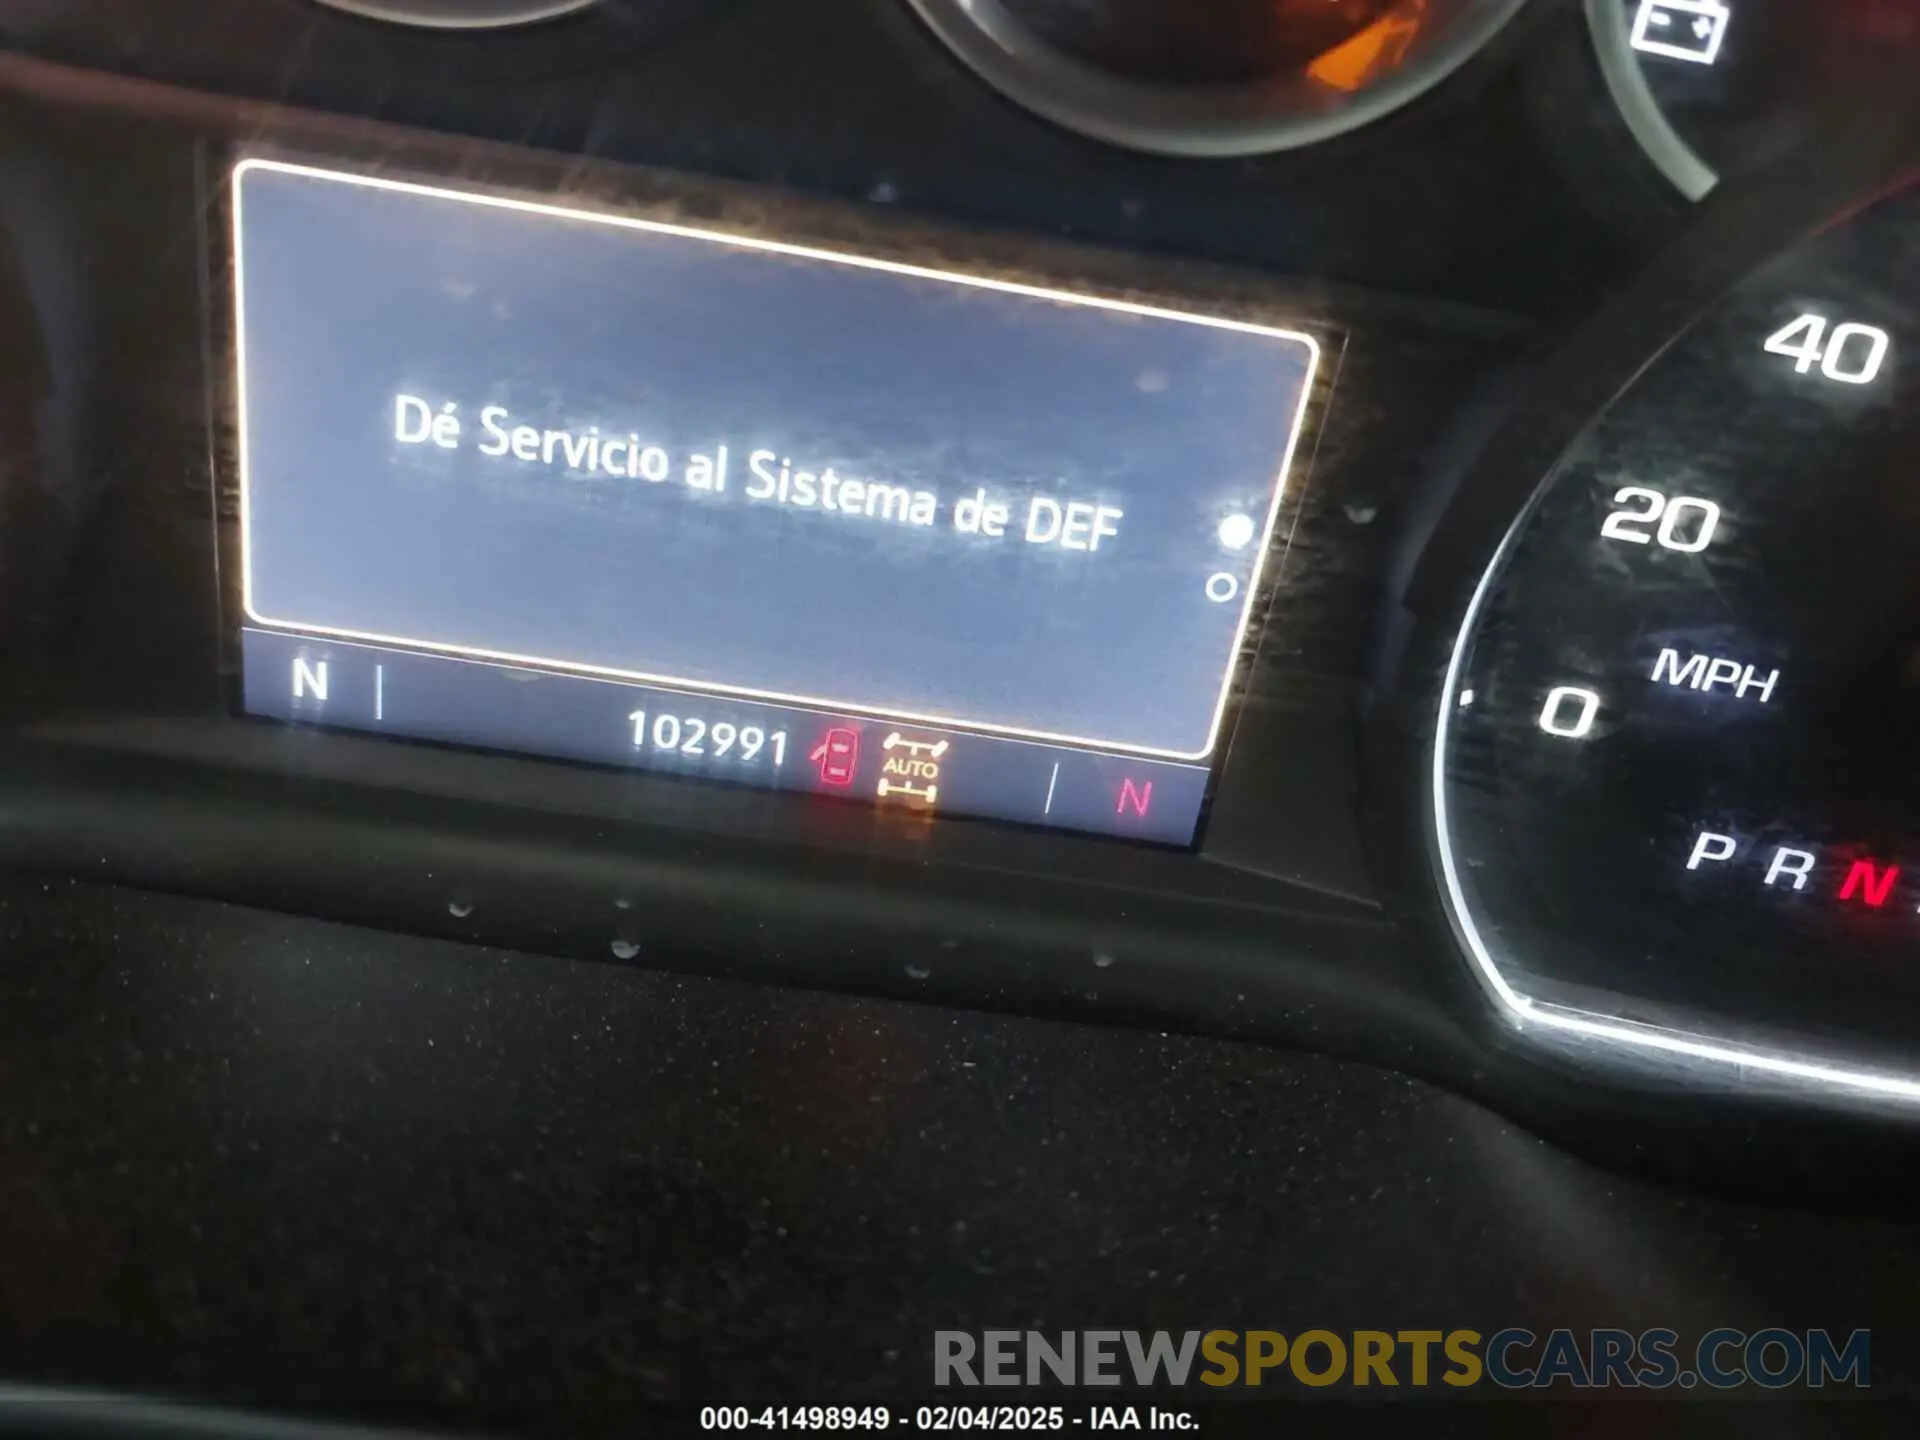 40
Dé Servicio al Sistema de DEF
20
MPH
0
N
102991
AUTO
N
P R N
RENEWSPORTSCARS.COM
000-41498949 - 02/04/2025 - IAA Inc.